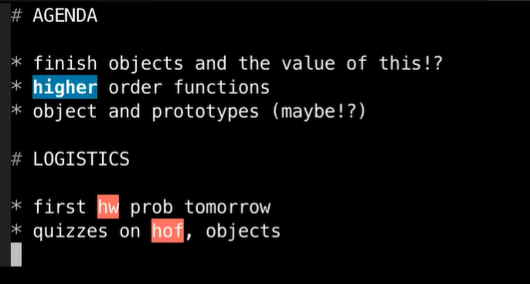 # AGENDA
* finish objects and the value of this!?
* higher order functions
* object and prototypes (maybe!?)
# LOGISTICS
* first hw prob tomorrow
* quizzes on hof, objects